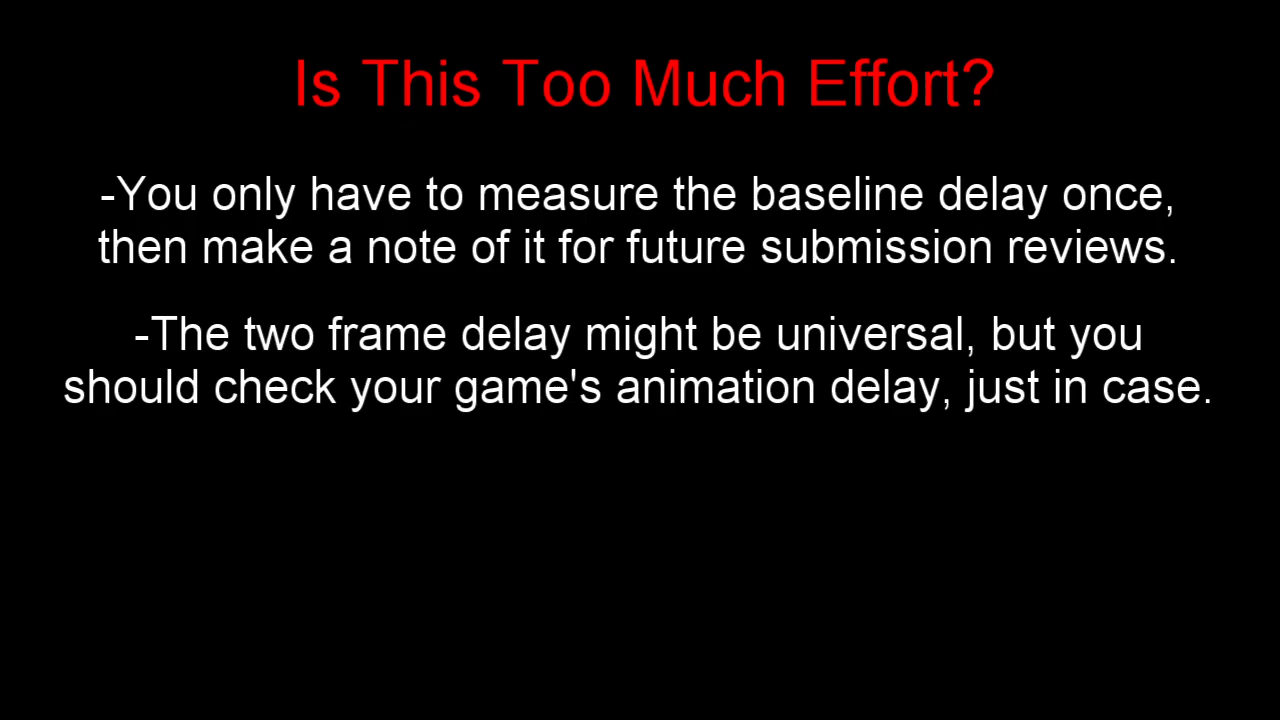 Is This Too Much Effort?
-You only have to measure the baseline delay once,
then make a note of it for future submission reviews.
-The two frame delay might be universal, but you
should check your game's animation delay, just in case.